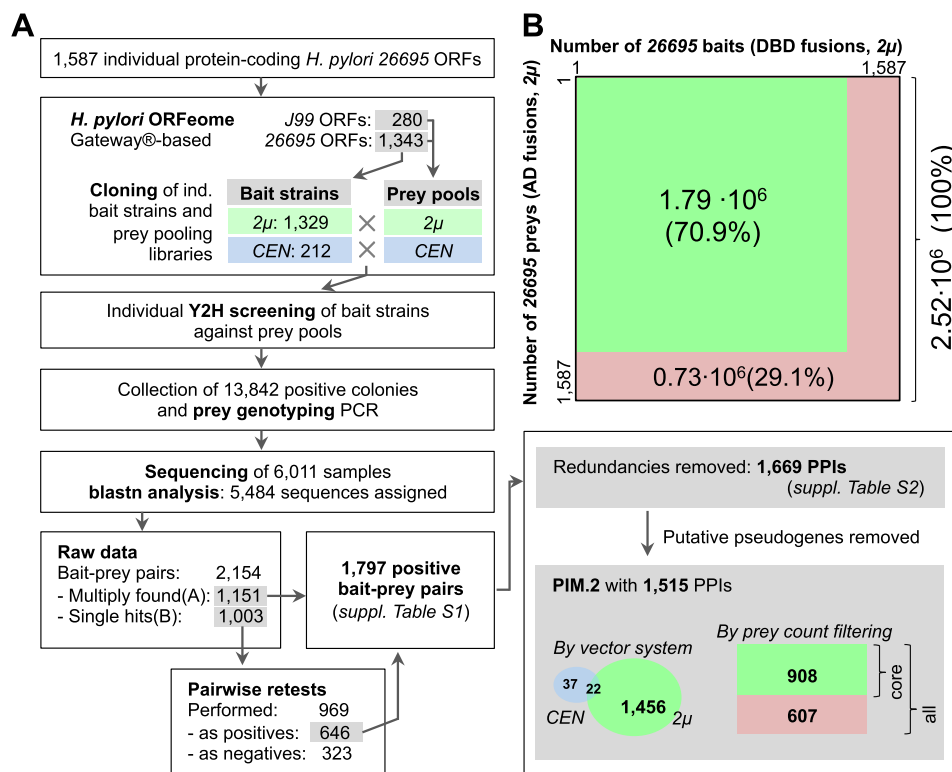 A
1,587 individual protein-coding H. pylori 26695 ORFs
H. pylori ORFeome
Gateway®-based
J99 ORFs: 280
26695 ORFs: 1,343
Cloning of ind.
bait strains and
prey pooling
libraries
Bait strains
Prey pools
2μ: 1,329
2μ
CEN: 212
CEN
Individual Y2H screening of bait strains
against prey pools
Collection of 13,842 positive colonies
and prey genotyping PCR
Sequencing of 6,011 samples
blastn analysis: 5,484 sequences assigned
Raw data
Bait-prey pairs: 2,154
- Multiply found(A): 1,151
- Single hits(B): 1,003
1,797 positive
bait-prey pairs
(suppl. Table S1)
Pairwise retests
Performed: 969
- as positives: 646
- as negatives: 323
B
Number of 26695 baits (DBD fusions, 2μ)
1
1,587
Number of 26695 preys (AD fusions, 2μ)
1
1,587
1.79 ·10⁶
(70.9%)
0.73·10⁶(29.1%)
2.52·10⁶ (100%)
Redundancies removed: 1,669 PPIs
(suppl. Table S2)
Putative pseudogenes removed
PIM.2 with 1,515 PPIs
By vector system
37
22
1,456
CEN
2μ
By prey count filtering
908
607
core
all